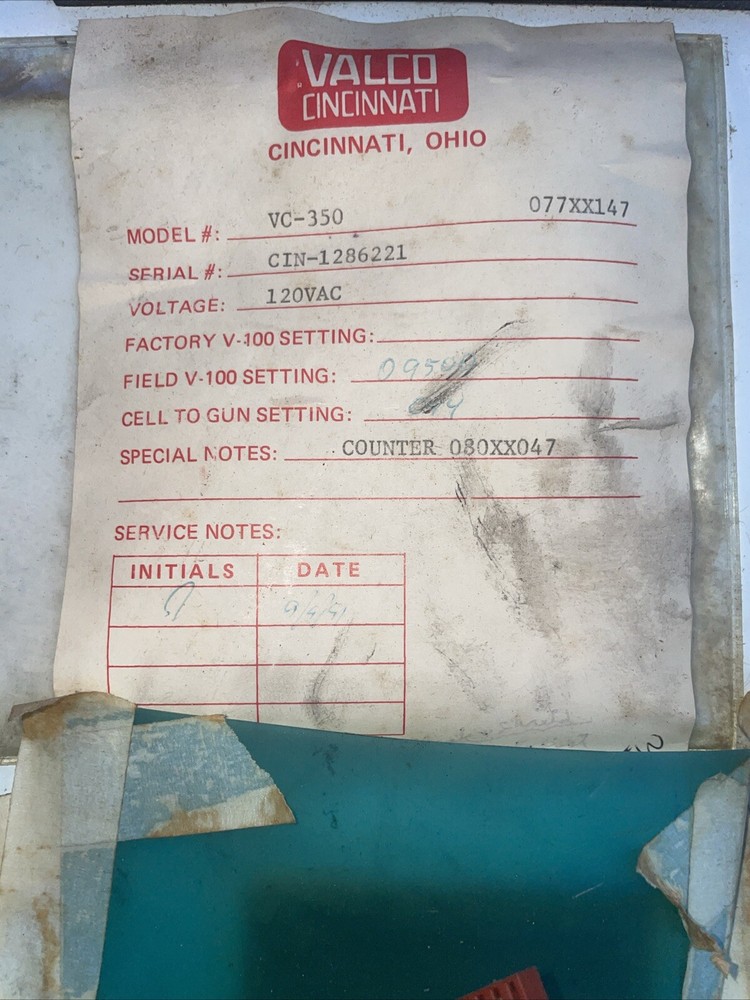 VALCO
CINCINNATI
CINCINNATI, OHIO
MODEL #: VC-350 077XX147
SERIAL #: CIN-1286221
VOLTAGE: 120VAC
FACTORY V-100 SETTING:
FIELD V-100 SETTING:
CELL TO GUN SETTING:
SPECIAL NOTES: COUNTER 080XX047
SERVICE NOTES:
INITIALS DATE